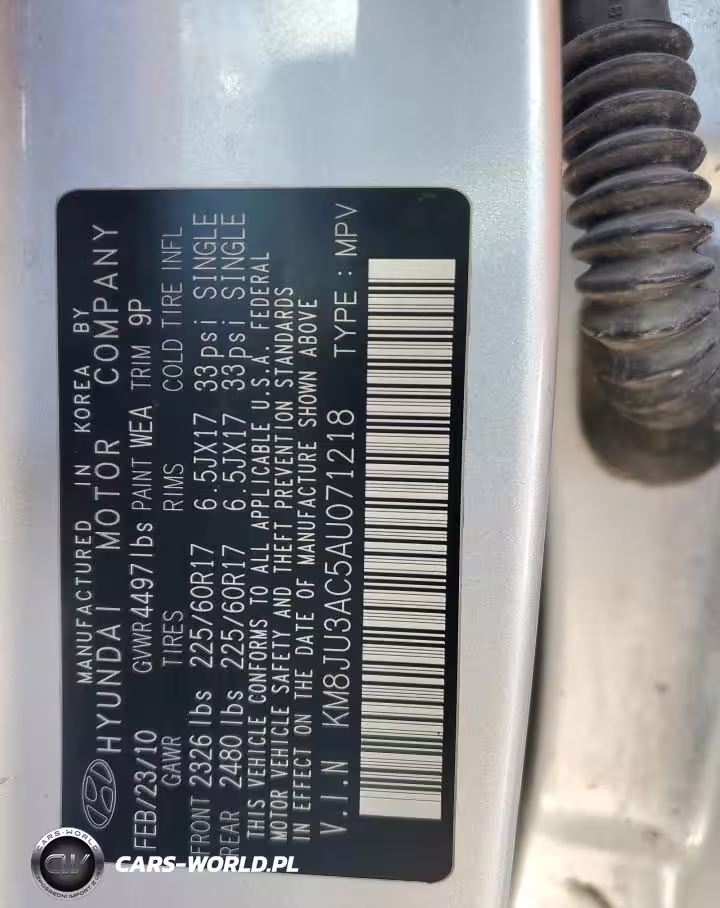 MANUFACTURED IN KOREA BY
HYUNDAI MOTOR COMPANY
FEB/23/10 GVWR 4497lbs PAINT WEA TRIM 9P
GAWR TIRES RIMS COLD TIRE INFL
FRONT 2326 lbs 225/60R17 6.5JX17 33psi SINGLE
REAR 2480 lbs 225/60R17 6.5JX17 33psi SINGLE
THIS VEHICLE CONFORMS TO ALL APPLICABLE U.S.A. FEDERAL
MOTOR VEHICLE SAFETY AND THEFT PREVENTION STANDARDS
IN EFFECT ON THE DATE OF MANUFACTURE SHOWN ABOVE
V.I.N KM8JU3AC5AU071218 TYPE : MPV
CARS-WORLD
CW
CARS-WORLD.PL